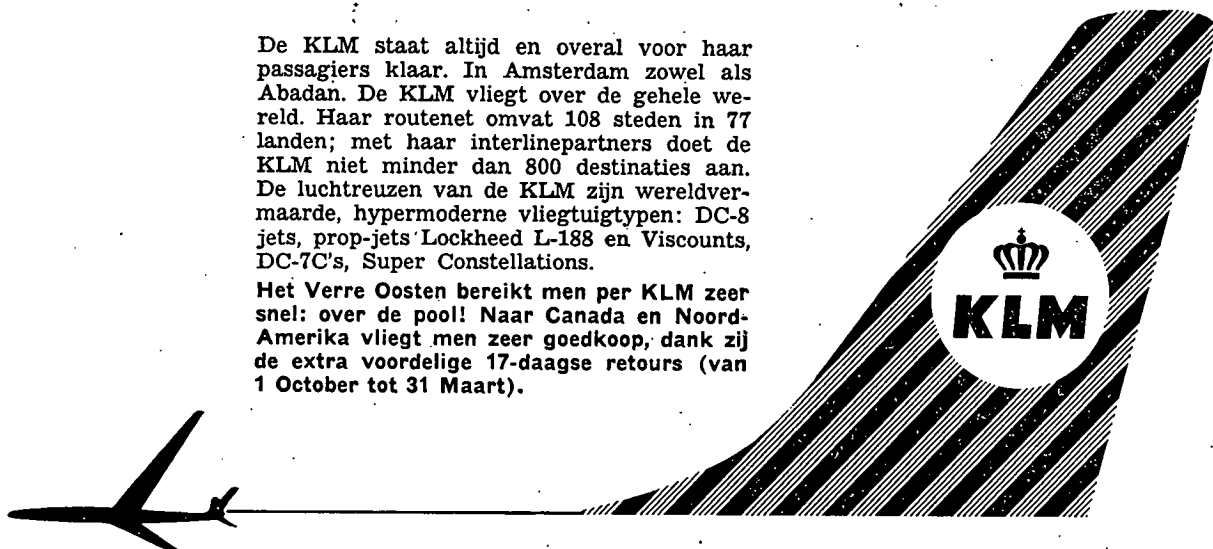 De KLM staat altijd en overal voor haar
passagiers klaar. In Amsterdam zowel als
Abadan. De KLM vliegt over de gehele we-
reld. Haar routenet omvat 108 steden in 77
landen; met haar interlinepartners doet de
KLM niet minder dan 800 destinaties aan.
De luchtreuzen van de KLM zijn wereldver-
maarde, hypermoderne vliegtuigtypen: DC-8
jets, prop-jets Lockheed L-188 en Viscounts,
DC-7C's, Super Constellations.
Het Verre Oosten bereikt men per KLM zeer
snel: over de pool! Naar Canada en Noord-
Amerika vliegt men zeer goedkoop, dank zij
de extra voordelige 17-daagse retours (van
1 October tot 31 Maart).
KLM